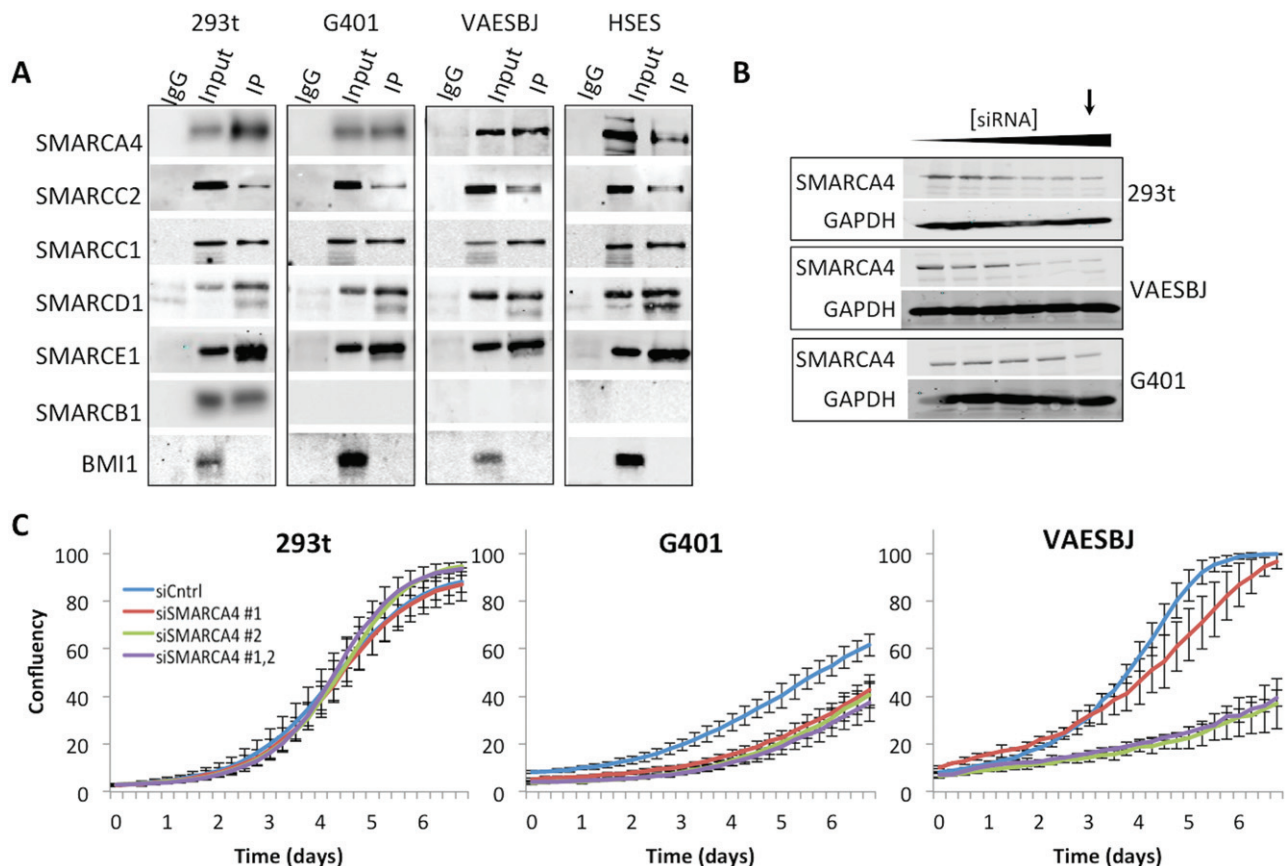 293t G401 VAESBJ HSES
A
IgG Input IP IgG Input IP IgG Input IP IgG Input IP
SMARCA4
SMARCC2
SMARCC1
SMARCD1
SMARCE1
SMARCB1
BMI1
B
[siRNA]
SMARCA4
GAPDH
293t
SMARCA4
GAPDH
VAESBJ
SMARCA4
GAPDH
G401
C
293t
Confluency
100
80
60
40
20
0
siCntrl
siSMARCA4 #1
siSMARCA4 #2
siSMARCA4 #1,2
0 1 2 3 4 5 6
Time (days)
G401
100
80
60
40
20
0
0 1 2 3 4 5 6
Time (days)
VAESBJ
100
80
60
40
20
0
0 1 2 3 4 5 6
Time (days)